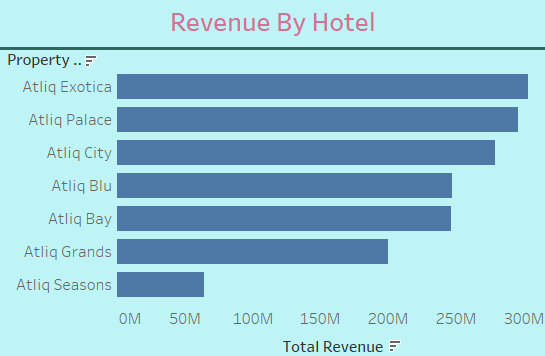 Revenue By Hotel
Property ..
Atliq Exotica
Atliq Palace
Atliq City
Atliq Blu
Atliq Bay
Atliq Grands
Atliq Seasons
0M 50M 100M 150M 200M 250M 300M
Total Revenue